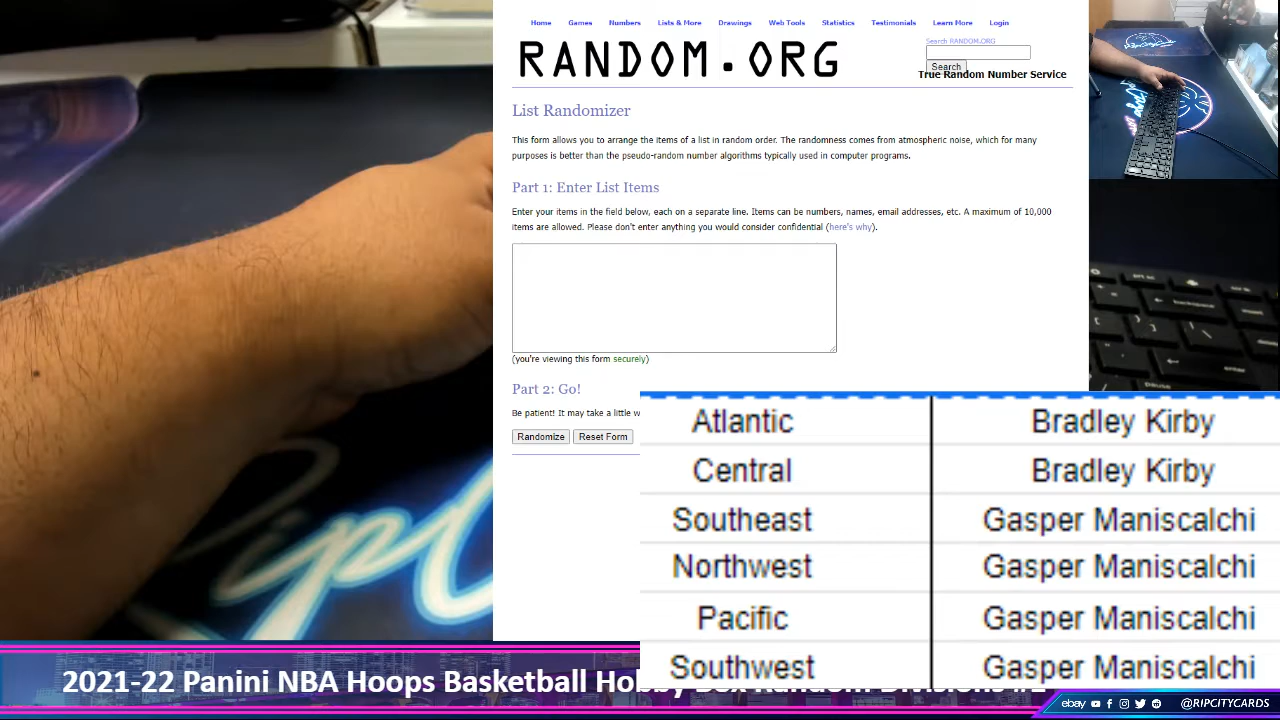 Home Games Numbers Lists & More Drawings Web Tools Statistics Testimonials Learn More Login
RANDOM.ORG
Search RANDOM.ORG
Search
True Random Number Service
List Randomizer
This form allows you to arrange the items of a list in random order. The randomness comes from atmospheric noise, which for many
purposes is better than the pseudo-random number algorithms typically used in computer programs.
Part 1: Enter List Items
Enter your items in the field below, each on a separate line. Items can be numbers, names, email addresses, etc. A maximum of 10,000
items are allowed. Please don't enter anything you would consider confidential (here's why).
(you're viewing this form securely)
Part 2: Go!
Be patient! It may take a little w
Randomize Reset Form
Atlantic Bradley Kirby
Central Bradley Kirby
Southeast Gasper Maniscalchi
Northwest Gasper Maniscalchi
Pacific Gasper Maniscalchi
Southwest Gasper Maniscalchi
2021-22 Panini NBA Hoops Basketball
ebay @RIPCITYCARDS
backspace
pause